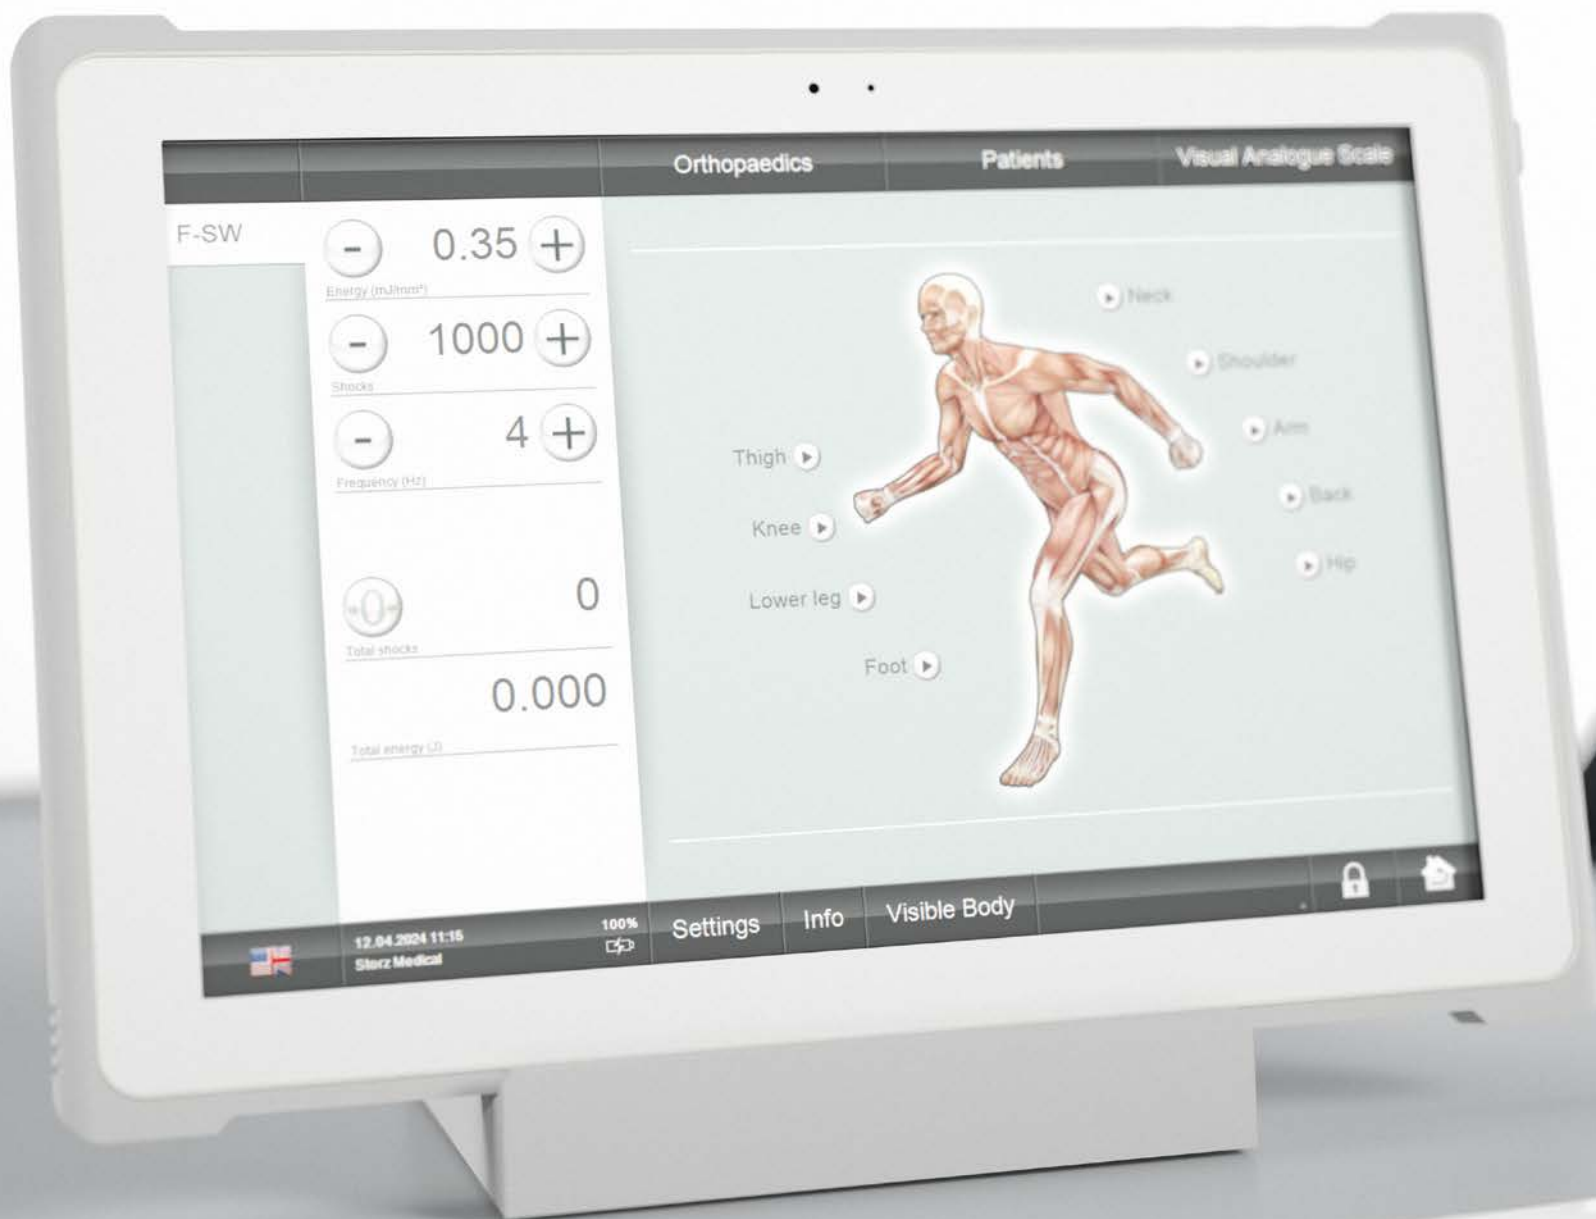 Orthopaedics
Patients
Visual Analogue Scale
F-SW
- 0.35 +
Energy (mJ/mm²)
- 1000 +
Shocks
- 4 +
Frequency (Hz)
0 0
Total shocks
0.000
Total energy (J)
Neck
Shoulder
Arm
Back
Hip
Thigh
Knee
Lower leg
Foot
12.04.2024 11:15
Storz Medical
100%
Settings
Info
Visible Body